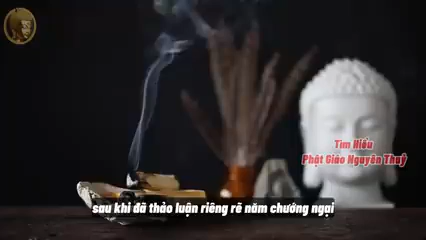 Tìm Hiểu
Phật Giáo Nguyên Thuỷ
sau khi đã thảo luận riêng rẽ năm chướng ngại